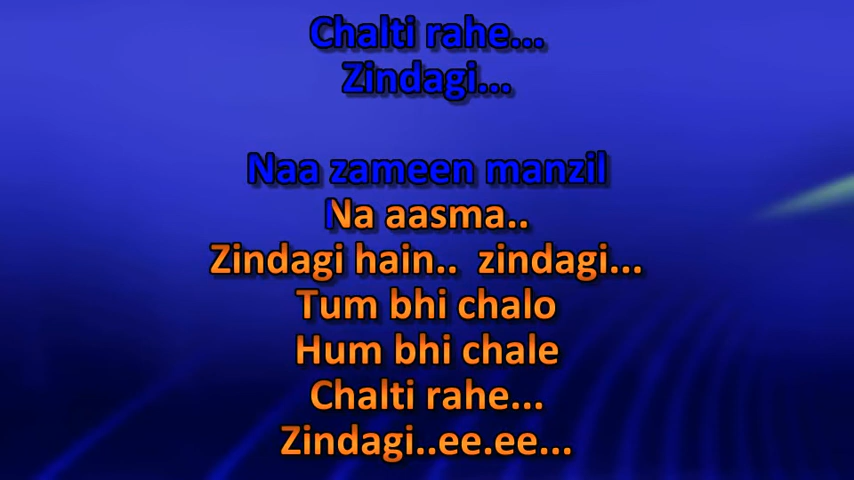 Chalti rahe...
Zindagi...
Naa zameen manzil
Na aasma..
Zindagi hain..  zindagi...
Tum bhi chalo
Hum bhi chale
Chalti rahe...
Zindagi..ee.ee...